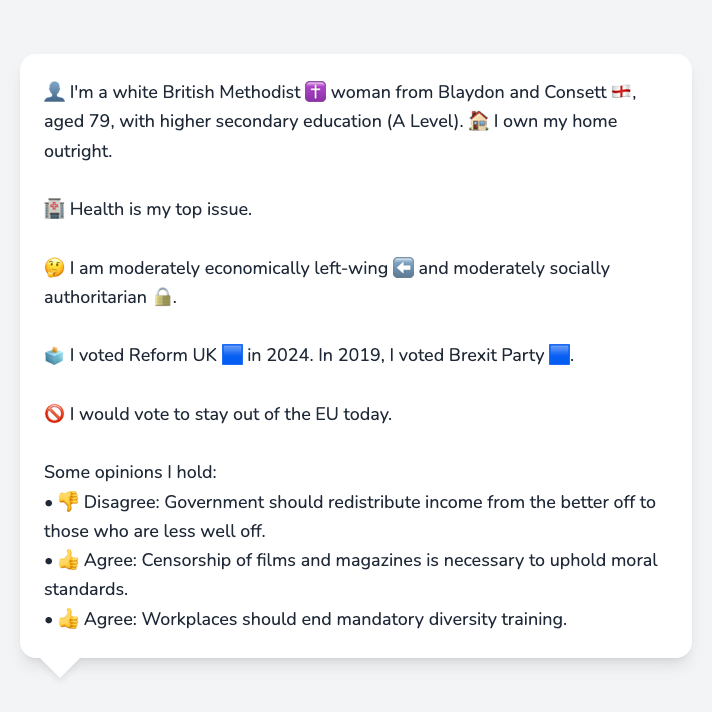 👤 I'm a white British Methodist ✝️ woman from Blaydon and Consett 🏴󠁧󠁢󠁥󠁮󠁧󠁿,
aged 79, with higher secondary education (A Level). 🏠 I own my home
outright.
🏥 Health is my top issue.
🤔 I am moderately economically left-wing ⬅️ and moderately socially
authoritarian 🔒.
🗳️ I voted Reform UK 🟦 in 2024. In 2019, I voted Brexit Party 🟦.
🚫 I would vote to stay out of the EU today.
Some opinions I hold:
• 👎 Disagree: Government should redistribute income from the better off to
those who are less well off.
• 👍 Agree: Censorship of films and magazines is necessary to uphold moral
standards.
• 👍 Agree: Workplaces should end mandatory diversity training.